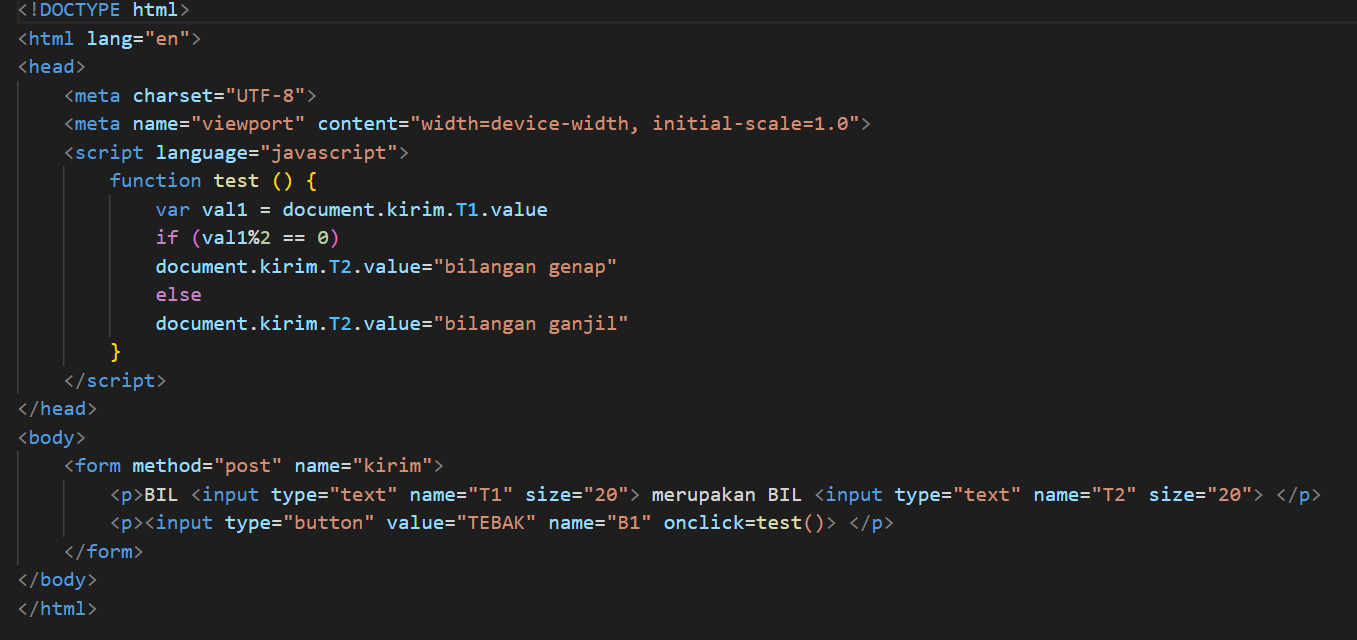 <!DOCTYPE html>
<html lang="en">
<head>
    <meta charset="UTF-8">
    <meta name="viewport" content="width=device-width, initial-scale=1.0">
    <script language="javascript">
        function test () {
            var val1 = document.kirim.T1.value
            if (val1%2 == 0)
            document.kirim.T2.value="bilangan genap"
            else
            document.kirim.T2.value="bilangan ganjil"
        }
    </script>
</head>
<body>
    <form method="post" name="kirim">
        <p>BIL <input type="text" name="T1" size="20"> merupakan BIL <input type="text" name="T2" size="20"> </p>
        <p><input type="button" value="TEBAK" name="B1" onclick=test()> </p>
    </form>
</body>
</html>